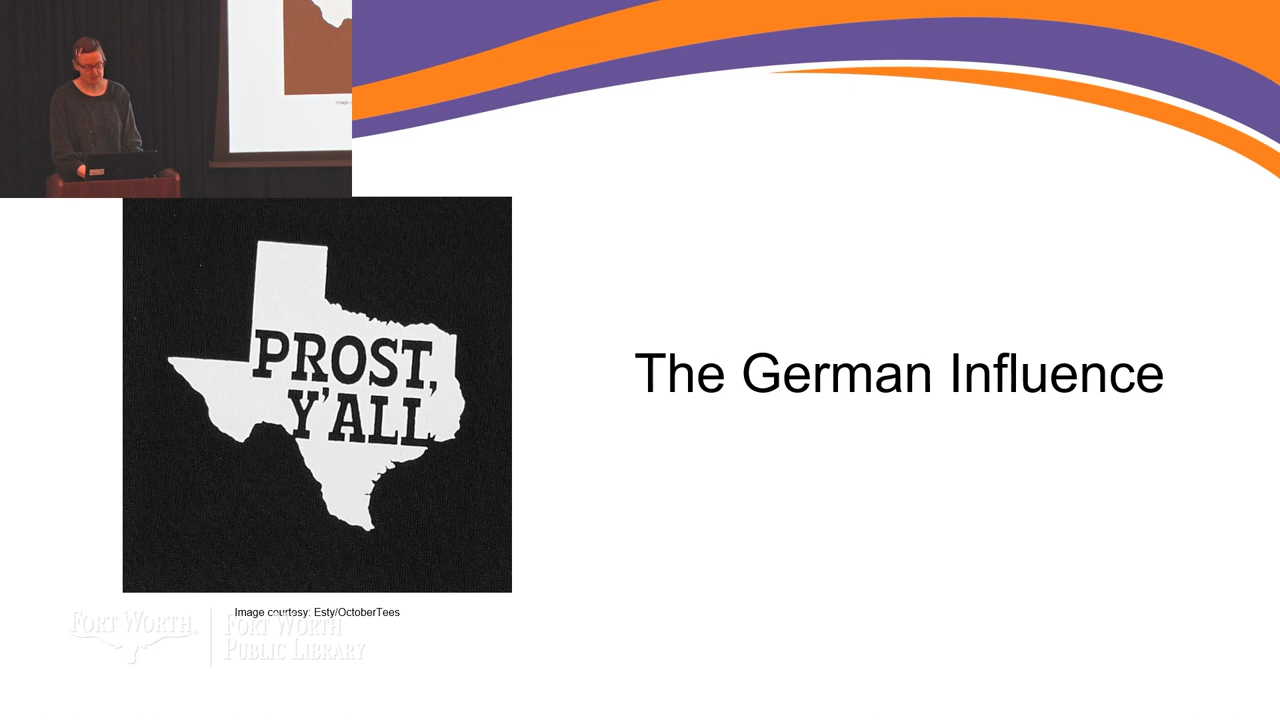 PROST,
Y'ALL
The German Influence
Image courtesy: Esty/OctoberTees
FORT WORTH®
FORT WORTH
PUBLIC LIBRARY